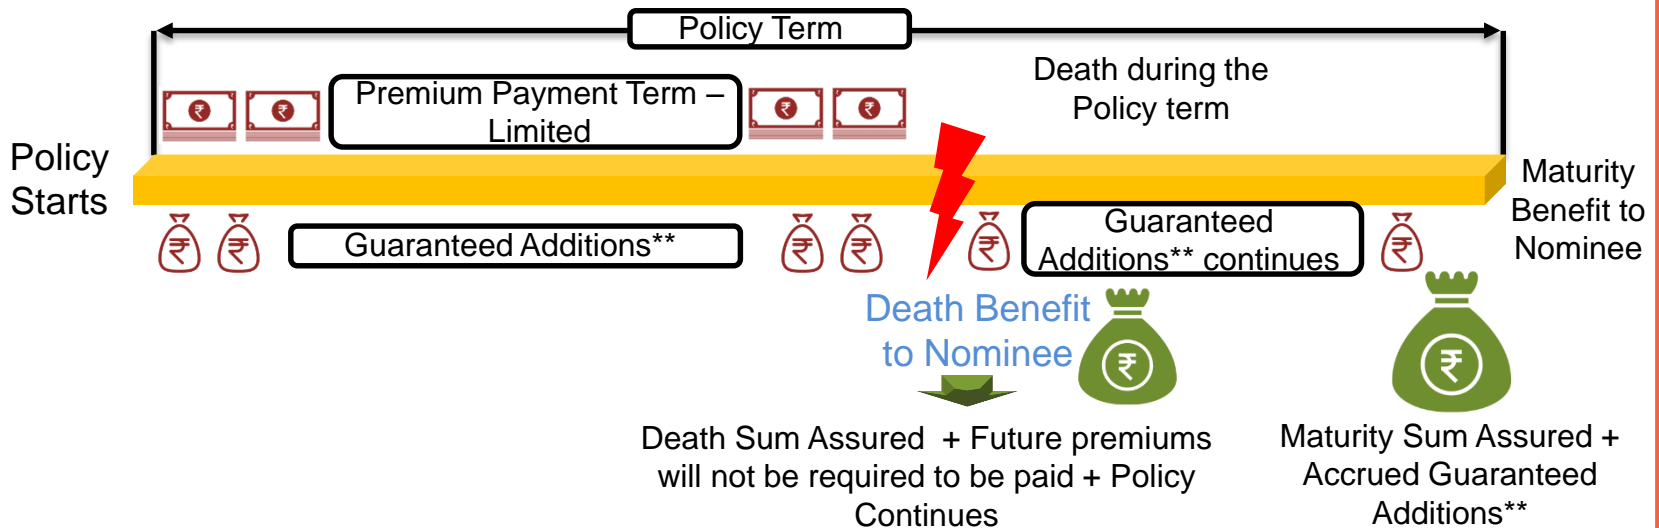 Policy Term
Death during the
Policy term
Premium Payment Term –
Limited
Policy
Starts
Maturity
Benefit to
Nominee
Guaranteed Additions**
Guaranteed
Additions** continues
Death Benefit
to Nominee
Death Sum Assured + Future premiums
will not be required to be paid + Policy
Continues
Maturity Sum Assured +
Accrued Guaranteed
Additions**